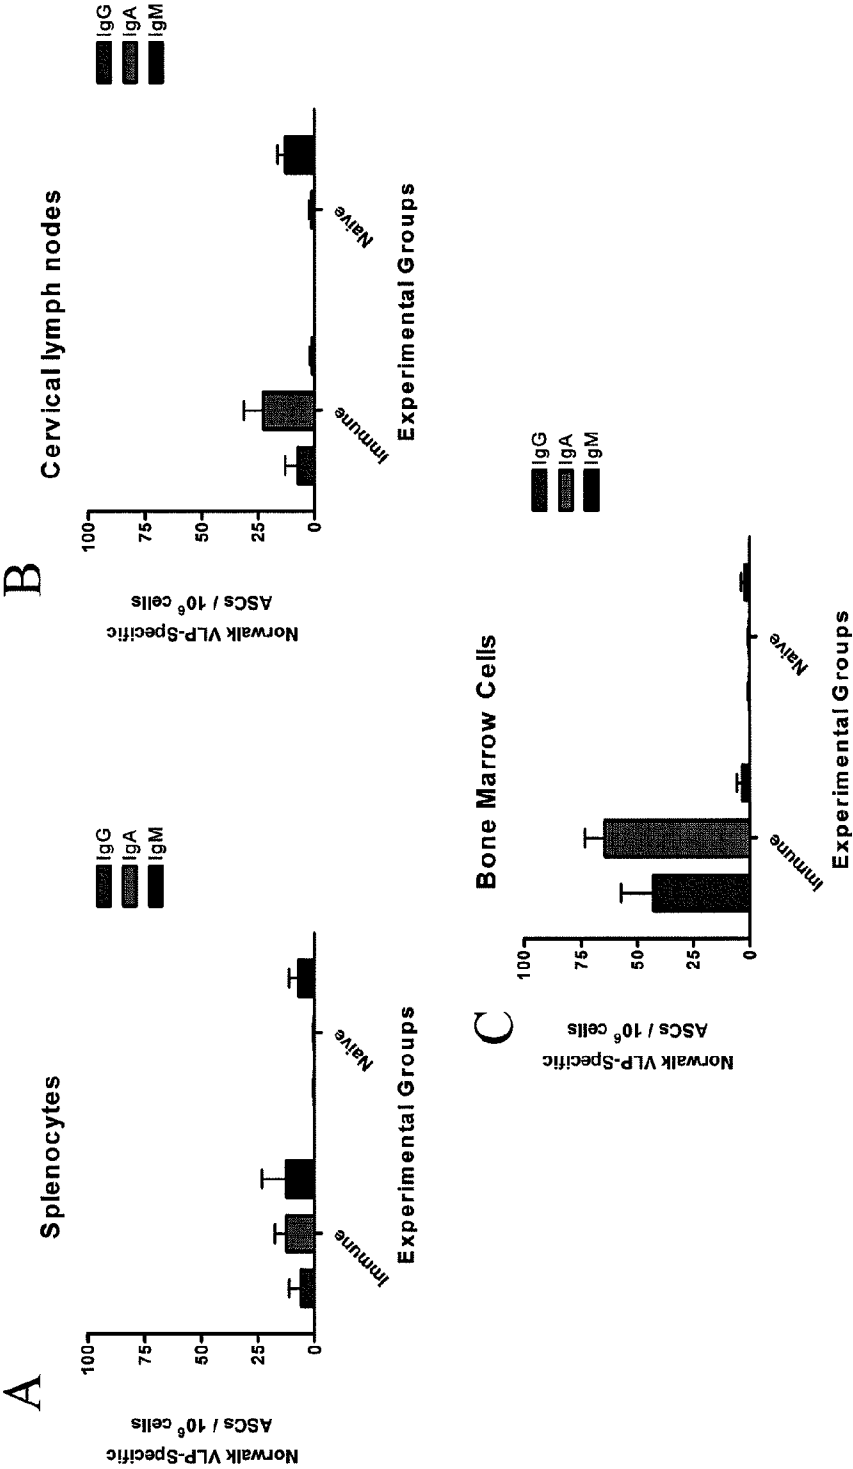 A
Splenocytes
IgG
IgA
IgM
Norwalk VLP-Specific
ASCs / 10⁶ cells
100
75
50
25
0
Immune
Naive
Experimental Groups
B
Cervical lymph nodes
IgG
IgA
IgM
Norwalk VLP-Specific
ASCs / 10⁶ cells
100
75
50
25
0
Immune
Naive
Experimental Groups
C
Bone Marrow Cells
IgG
IgA
IgM
Norwalk VLP-Specific
ASCs / 10⁶ cells
100
75
50
25
0
Immune
Naive
Experimental Groups